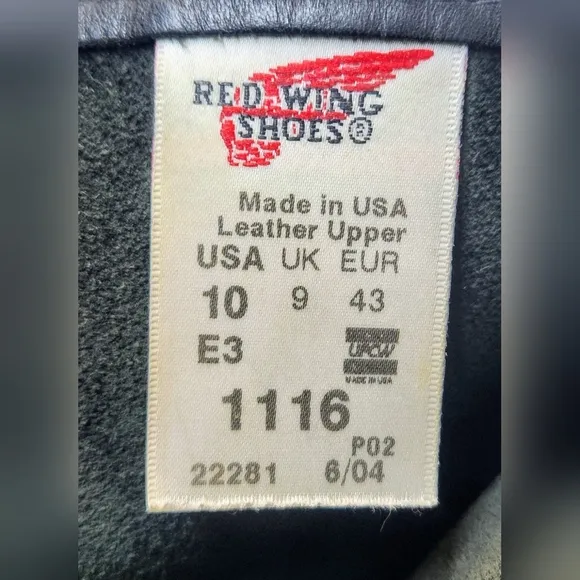 RED WING
SHOES®
Made in USA
Leather Upper
USA UK EUR
10 9 43
E3
UFCW
MADE IN USA
1116
P02
22281 6/04